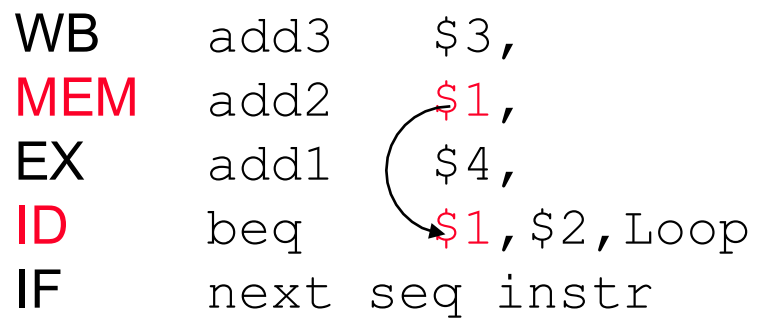 WB add3 $3,
MEM add2 $1,
EX add1 $4,
ID beq $1,$2,Loop
IF next seq instr